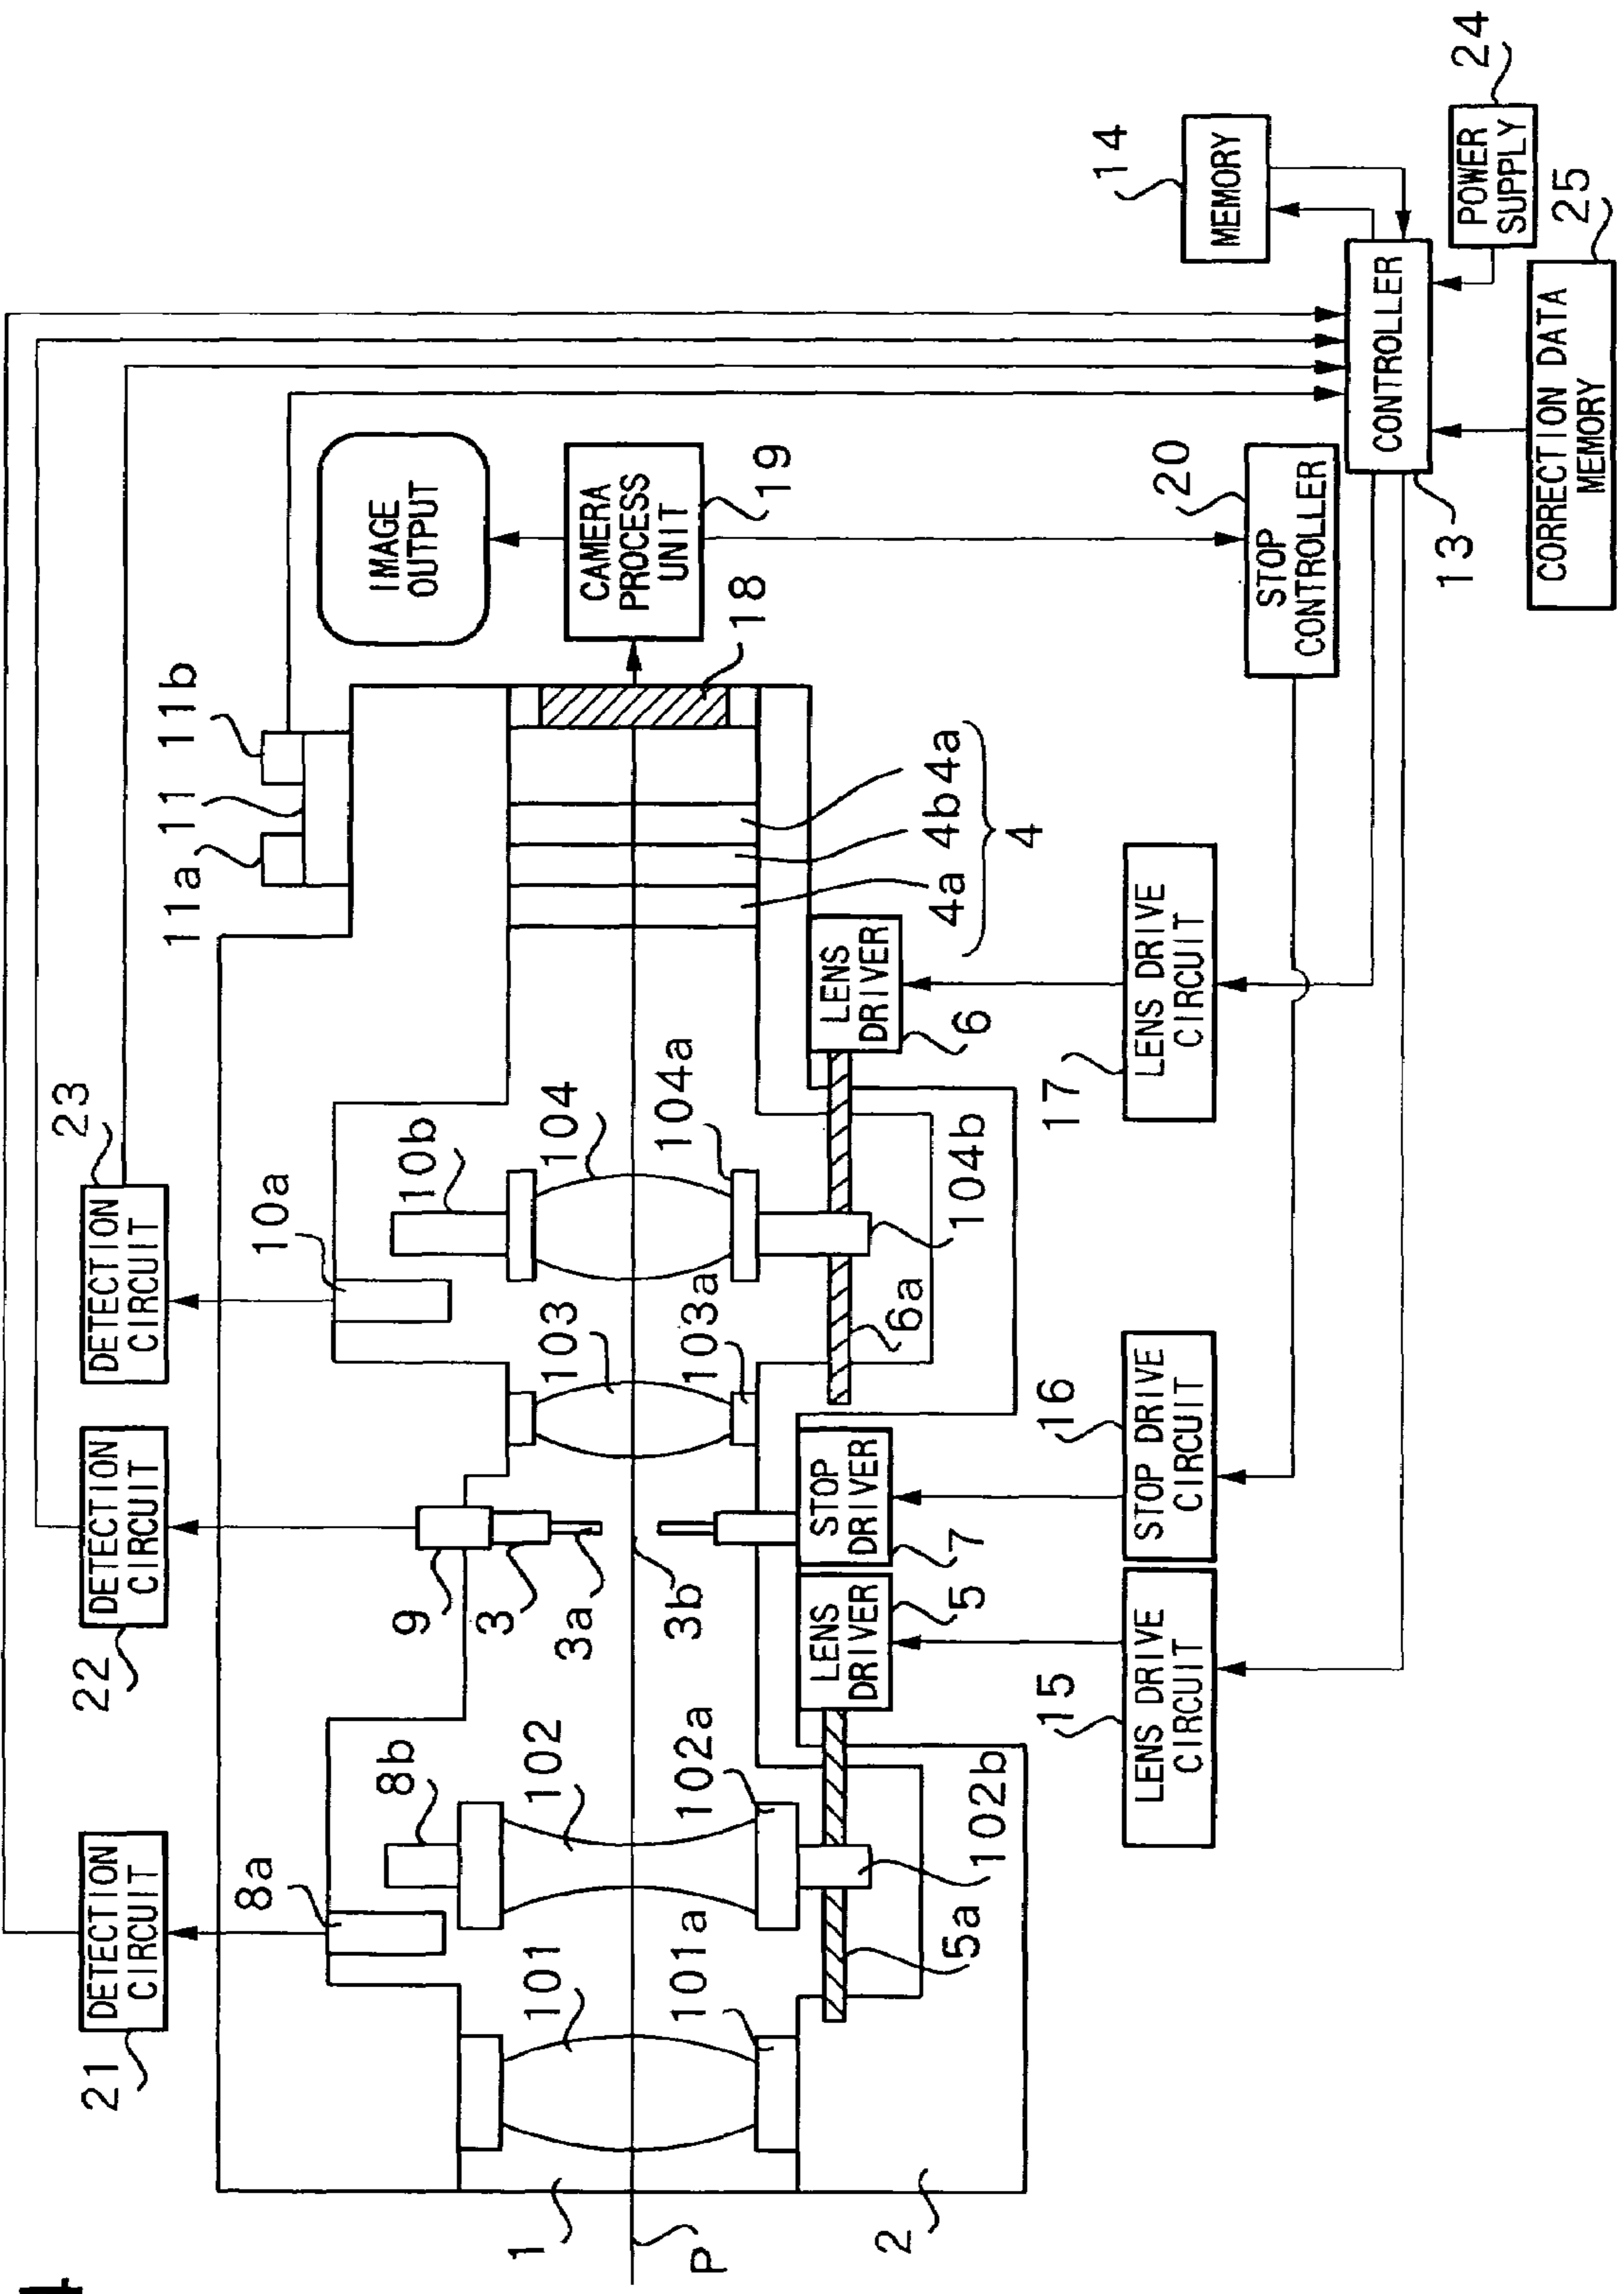 21
DETECTION
CIRCUIT
22
DETECTION
CIRCUIT
23
DETECTION
CIRCUIT
8a
8b
9
3
3a
3b
10a
10b
11a
11
11b
IMAGE
OUTPUT
CAMERA
PROCESS
UNIT
19
18
101
101a
102
102a
103
103a
104
104a
1
P
2
5a
102b
LENS
DRIVER
5
STOP
DRIVER
7
6a
104b
LENS
DRIVER
6
4a
4b
4a
4
15
LENS DRIVE
CIRCUIT
16
STOP DRIVE
CIRCUIT
17
LENS DRIVE
CIRCUIT
20
STOP
CONTROLLER
14
MEMORY
CONTROLLER
13
24
POWER
SUPPLY
25
CORRECTION DATA
MEMORY